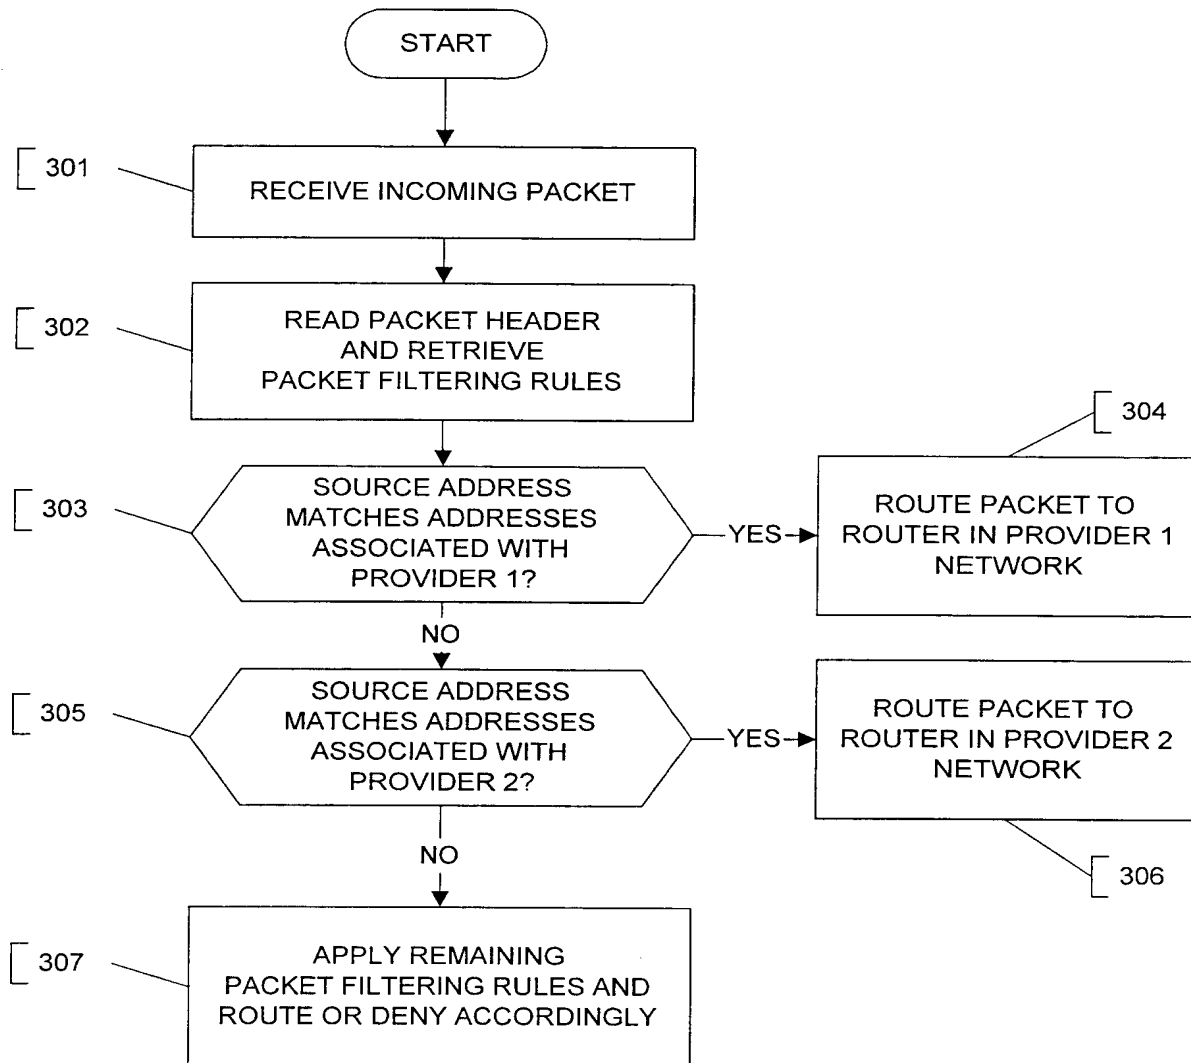 START
301
RECEIVE INCOMING PACKET
302
READ PACKET HEADER
AND RETRIEVE
PACKET FILTERING RULES
304
303
SOURCE ADDRESS
MATCHES ADDRESSES
ASSOCIATED WITH
PROVIDER 1?
YES
ROUTE PACKET TO
ROUTER IN PROVIDER 1
NETWORK
NO
305
SOURCE ADDRESS
MATCHES ADDRESSES
ASSOCIATED WITH
PROVIDER 2?
YES
ROUTE PACKET TO
ROUTER IN PROVIDER 2
NETWORK
NO
306
307
APPLY REMAINING
PACKET FILTERING RULES AND
ROUTE OR DENY ACCORDINGLY